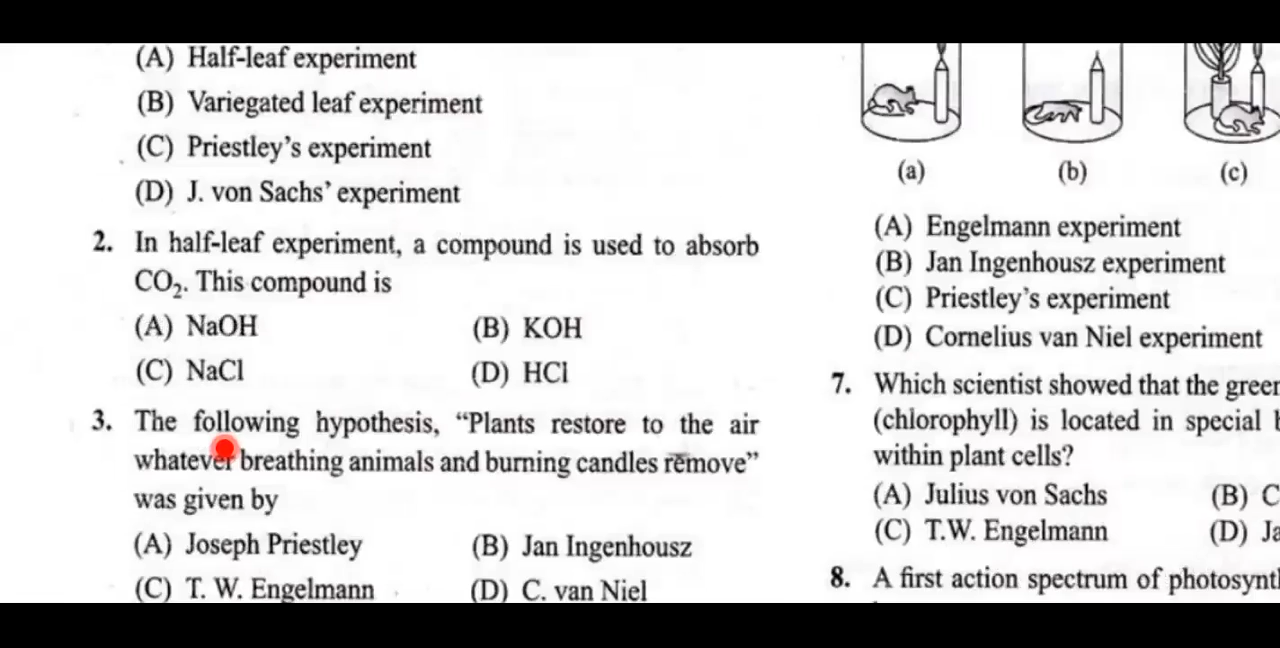 (A) Half-leaf experiment
(B) Variegated leaf experiment
(C) Priestley's experiment
(D) J. von Sachs' experiment
2. In half-leaf experiment, a compound is used to absorb
CO₂. This compound is
(A) NaOH (B) KOH
(C) NaCl (D) HCl
3. The following hypothesis, “Plants restore to the air
whatever breathing animals and burning candles remove”
was given by
(A) Joseph Priestley (B) Jan Ingenhousz
(C) T. W. Engelmann (D) C. van Niel
(a) (b) (c)
(A) Engelmann experiment
(B) Jan Ingenhousz experiment
(C) Priestley's experiment
(D) Cornelius van Niel experiment
7. Which scientist showed that the green
(chlorophyll) is located in special
within plant cells?
(A) Julius von Sachs (B) C
(C) T.W. Engelmann (D)
8. A first action spectrum of